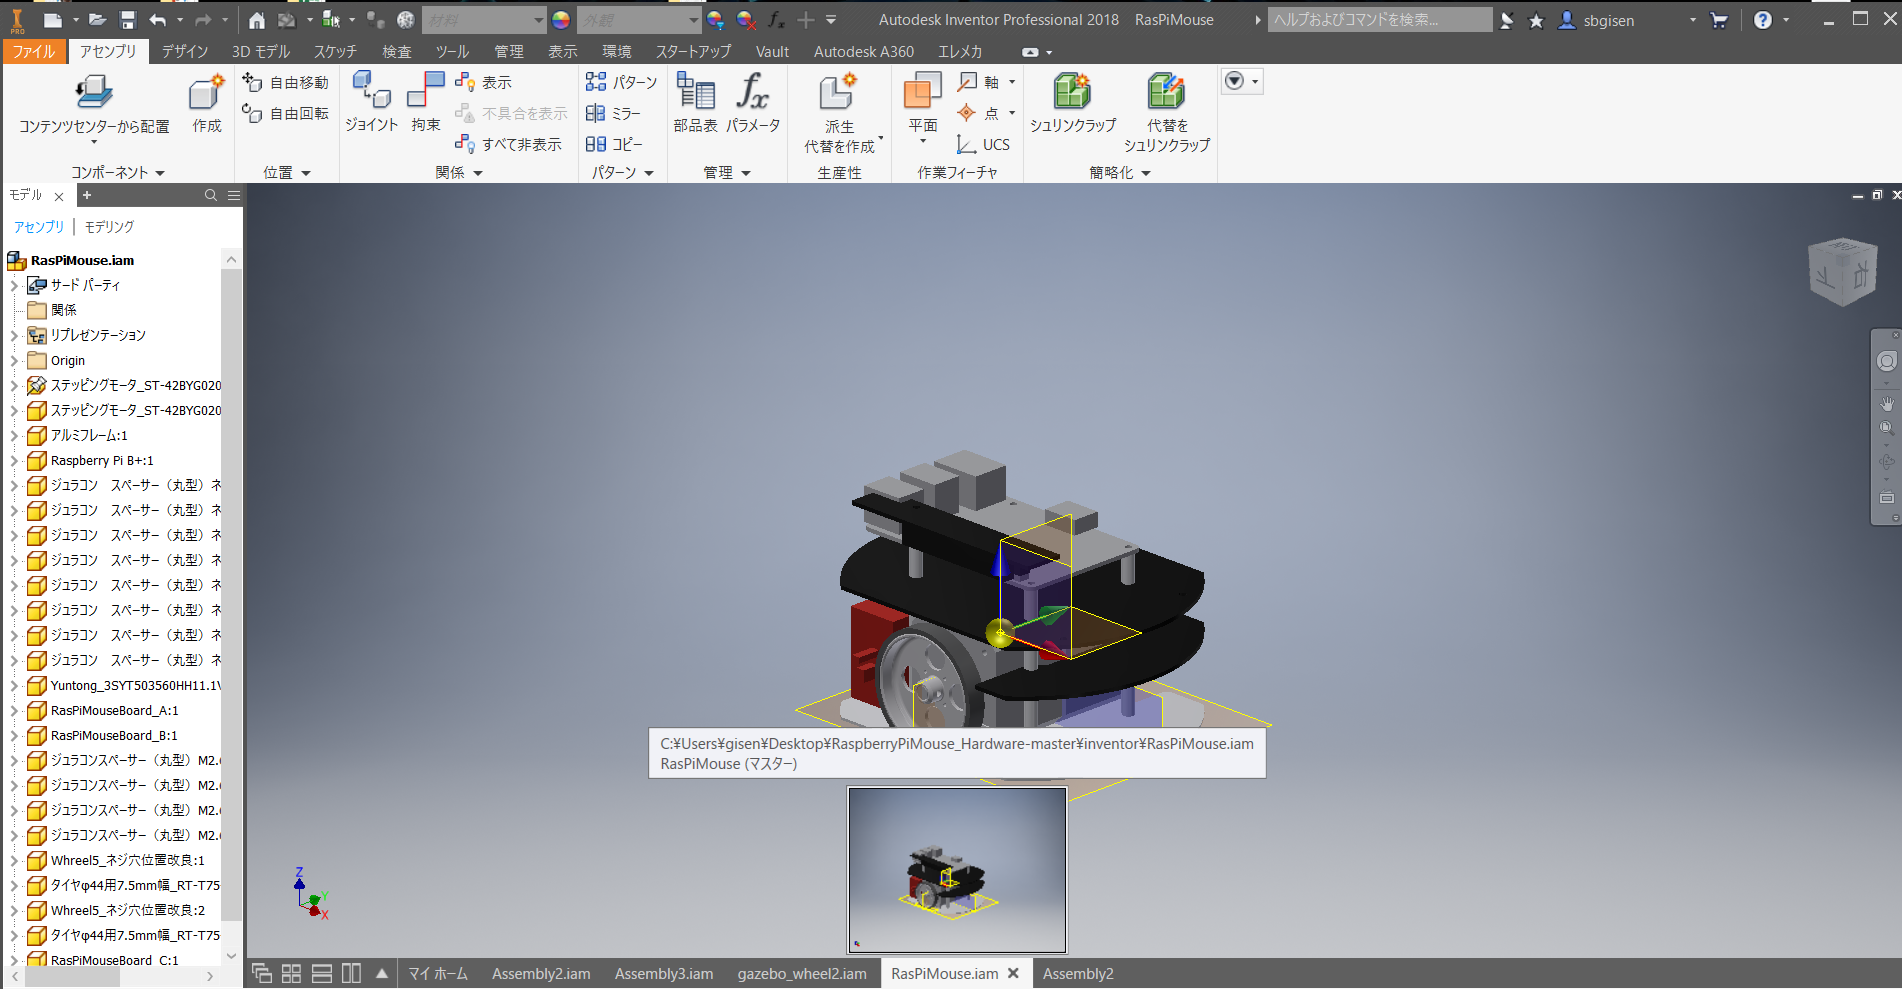 PRO
材料
外観
Autodesk Inventor Professional 2018 RasPiMouse
ヘルプおよびコマンドを検索...
sbgisen
ファイル
アセンブリ
デザイン
3D モデル
スケッチ
検査
ツール
管理
表示
環境
スタートアップ
Vault
Autodesk A360
エレメカ
コンテンツセンターから配置
作成
自由移動
自由回転
ジョイント
拘束
表示
不具合を表示
すべて非表示
パターン
ミラー
コピー
部品表
パラメータ
派生
代替を作成
平面
軸
点
UCS
シュリンクラップ
代替を
シュリンクラップ
コンポーネント
位置
関係
パターン
管理
生産性
作業フィーチャ
簡略化
モデル
アセンブリ
モデリング
RasPiMouse.iam
サード パーティ
関係
リプレゼンテーション
Origin
ステッピングモータ_ST-42BYG020
ステッピングモータ_ST-42BYG020
アルミフレーム:1
Raspberry Pi B+:1
ジュラコン　スペーサー（丸型）ネ
ジュラコン　スペーサー（丸型）ネ
ジュラコン　スペーサー（丸型）ネ
ジュラコン　スペーサー（丸型）ネ
ジュラコン　スペーサー（丸型）ネ
ジュラコン　スペーサー（丸型）ネ
ジュラコン　スペーサー（丸型）ネ
ジュラコン　スペーサー（丸型）ネ
Yuntong_3SYT503560HH11.1V
RasPiMouseBoard_A:1
RasPiMouseBoard_B:1
ジュラコンスペーサー（丸型）M2.6
ジュラコンスペーサー（丸型）M2.6
ジュラコンスペーサー（丸型）M2.6
ジュラコンスペーサー（丸型）M2.6
Whreel5_ネジ穴位置改良:1
タイヤφ44用7.5mm幅_RT-T75
Whreel5_ネジ穴位置改良:2
タイヤφ44用7.5mm幅_RT-T75
RasPiMouseBoard_C:1
C:¥Users¥gisen¥Desktop¥RaspberryPiMouse_Hardware-master¥inventor¥RasPiMouse.iam
RasPiMouse (マスター)
Z
Y
X
マイ ホーム
Assembly2.iam
Assembly3.iam
gazebo_wheel2.iam
RasPiMouse.iam
Assembly2